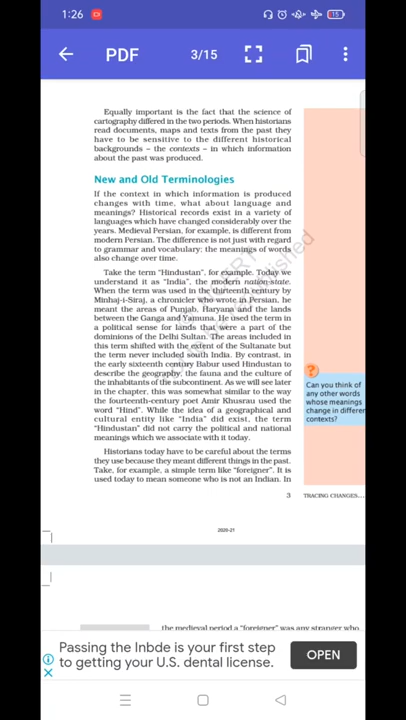 1:26
15
PDF
3/15
Equally important is the fact that the science of
cartography differed in the two periods. When historians
read documents, maps and texts from the past they
have to be sensitive to the different historical
backgrounds – the contexts – in which information
about the past was produced.
New and Old Terminologies
If the context in which information is produced
changes with time, what about language and
meanings? Historical records exist in a variety of
languages which have changed considerably over the
years. Medieval Persian, for example, is different from
modern Persian. The difference is not just with regard
to grammar and vocabulary; the meanings of words
also change over time.
Take the term "Hindustan", for example. Today we
understand it as "India", the modern nation-state.
When the term was used in the thirteenth century by
Minhaj-i-Siraj, a chronicler who wrote in Persian, he
meant the areas of Punjab, Haryana and the lands
between the Ganga and Yamuna. He used the term in
a political sense for lands that were a part of the
dominions of the Delhi Sultan. The areas included in
this term shifted with the extent of the Sultanate but
the term never included south India. By contrast, in
the early sixteenth century Babur used Hindustan to
describe the geography, the fauna and the culture of
the inhabitants of the subcontinent. As we will see later
in the chapter, this was somewhat similar to the way
the fourteenth-century poet Amir Khusrau used the
word "Hind". While the idea of a geographical and
cultural entity like "India" did exist, the term
"Hindustan" did not carry the political and national
meanings which we associate with it today.
Historians today have to be careful about the terms
they use because they meant different things in the past.
Take, for example, a simple term like "foreigner". It is
used today to mean someone who is not an Indian. In
?
Can you think of
any other words
whose meanings
change in differen
contexts?
3
TRACING CHANGES...
2020-21
the medieval period a "foreigner" was any stranger who
Passing the Inbde is your first step
to getting your U.S. dental license.
OPEN